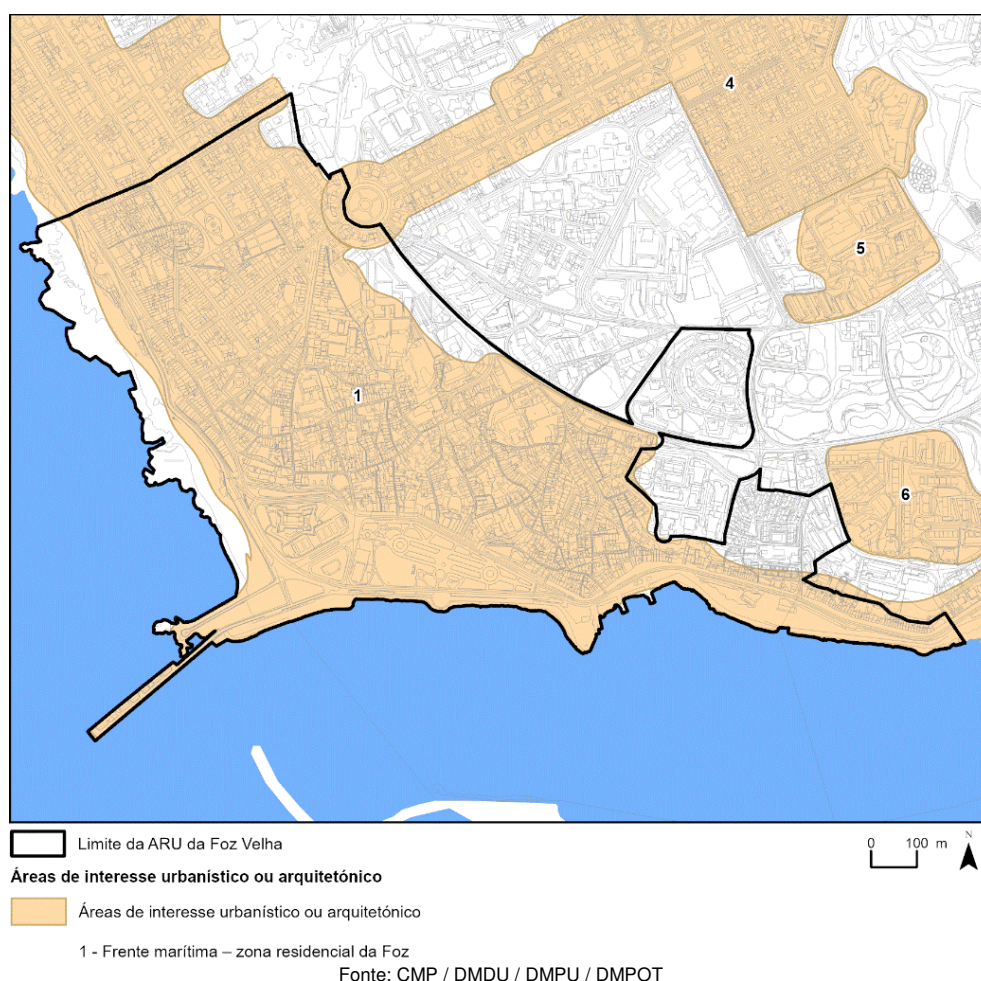 4
5
1
6
Limite da ARU da Foz Velha
0 100 m
N
Áreas de interesse urbanístico ou arquitetónico
Áreas de interesse urbanístico ou arquitetónico
1 - Frente marítima – zona residencial da Foz
Fonte: CMP / DMDU / DMPU / DMPOT